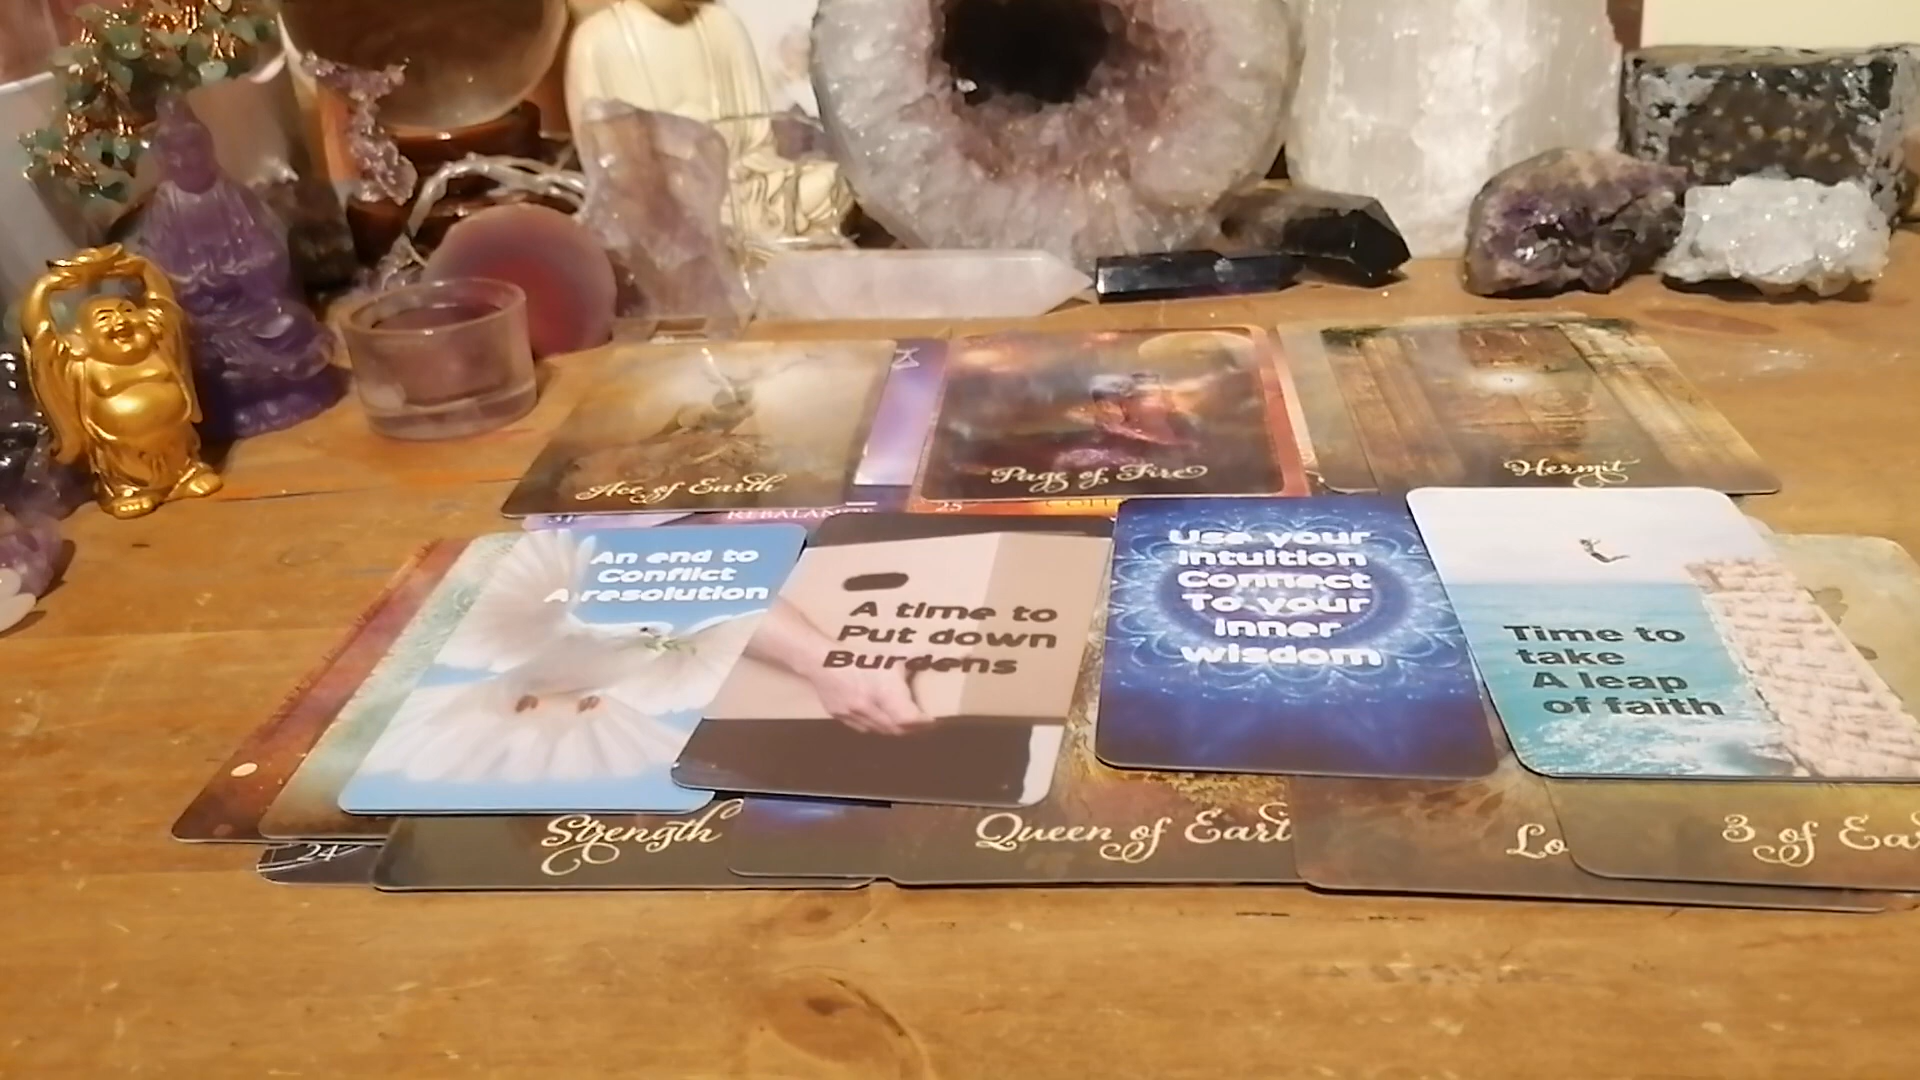 Ace of Earth
Page of Fire
Hermit
REBALANCE
25
An end to
Conflict
A resolution
A time to
Put down
Burdens
Use your
intuition
Connect
To your
inner
wisdom
Time to
take
A leap
of faith
24
Strength
Queen of Eart
Lo
3 of Ea